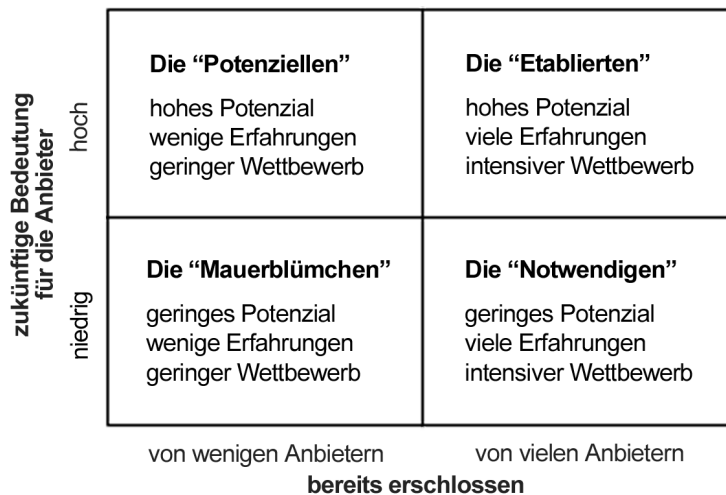 zukünftige Bedeutung
für die Anbieter
hoch
Die “Potenziellen”
hohes Potenzial
wenige Erfahrungen
geringer Wettbewerb
Die “Etablierten”
hohes Potenzial
viele Erfahrungen
intensiver Wettbewerb
niedrig
Die “Mauerblümchen”
geringes Potenzial
wenige Erfahrungen
geringer Wettbewerb
Die “Notwendigen”
geringes Potenzial
viele Erfahrungen
intensiver Wettbewerb
von wenigen Anbietern
von vielen Anbietern
bereits erschlossen